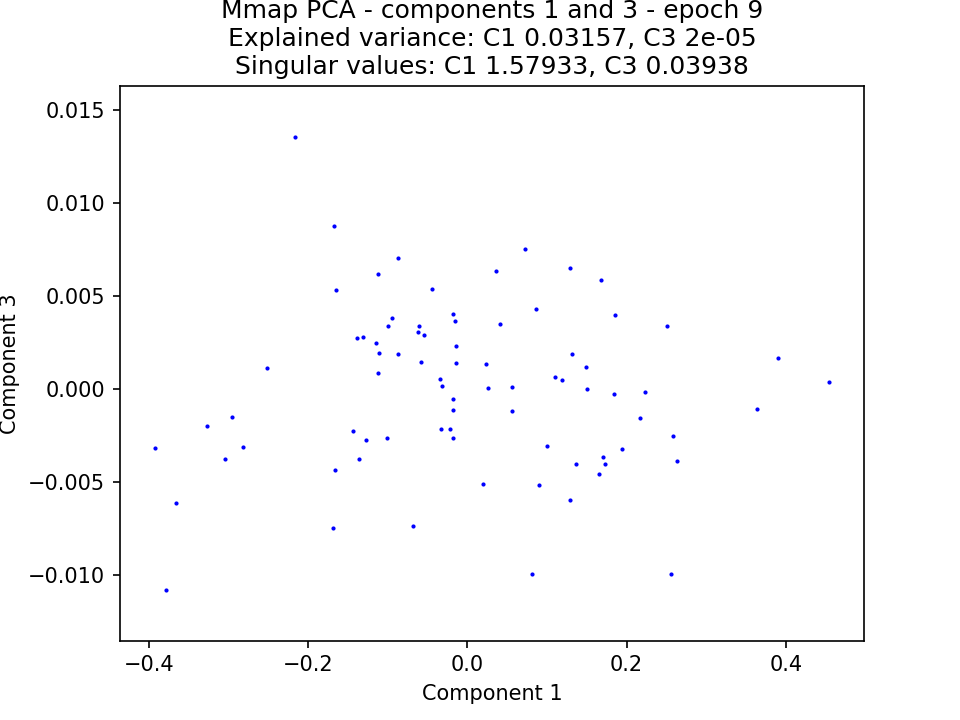 Mmap PCA - components 1 and 3 - epoch 9
Explained variance: C1 0.03157, C3 2e-05
Singular values: C1 1.57933, C3 0.03938
0.015
0.010
0.005
0.000
−0.005
−0.010
Component 3
−0.4
−0.2
0.0
0.2
0.4
Component 1